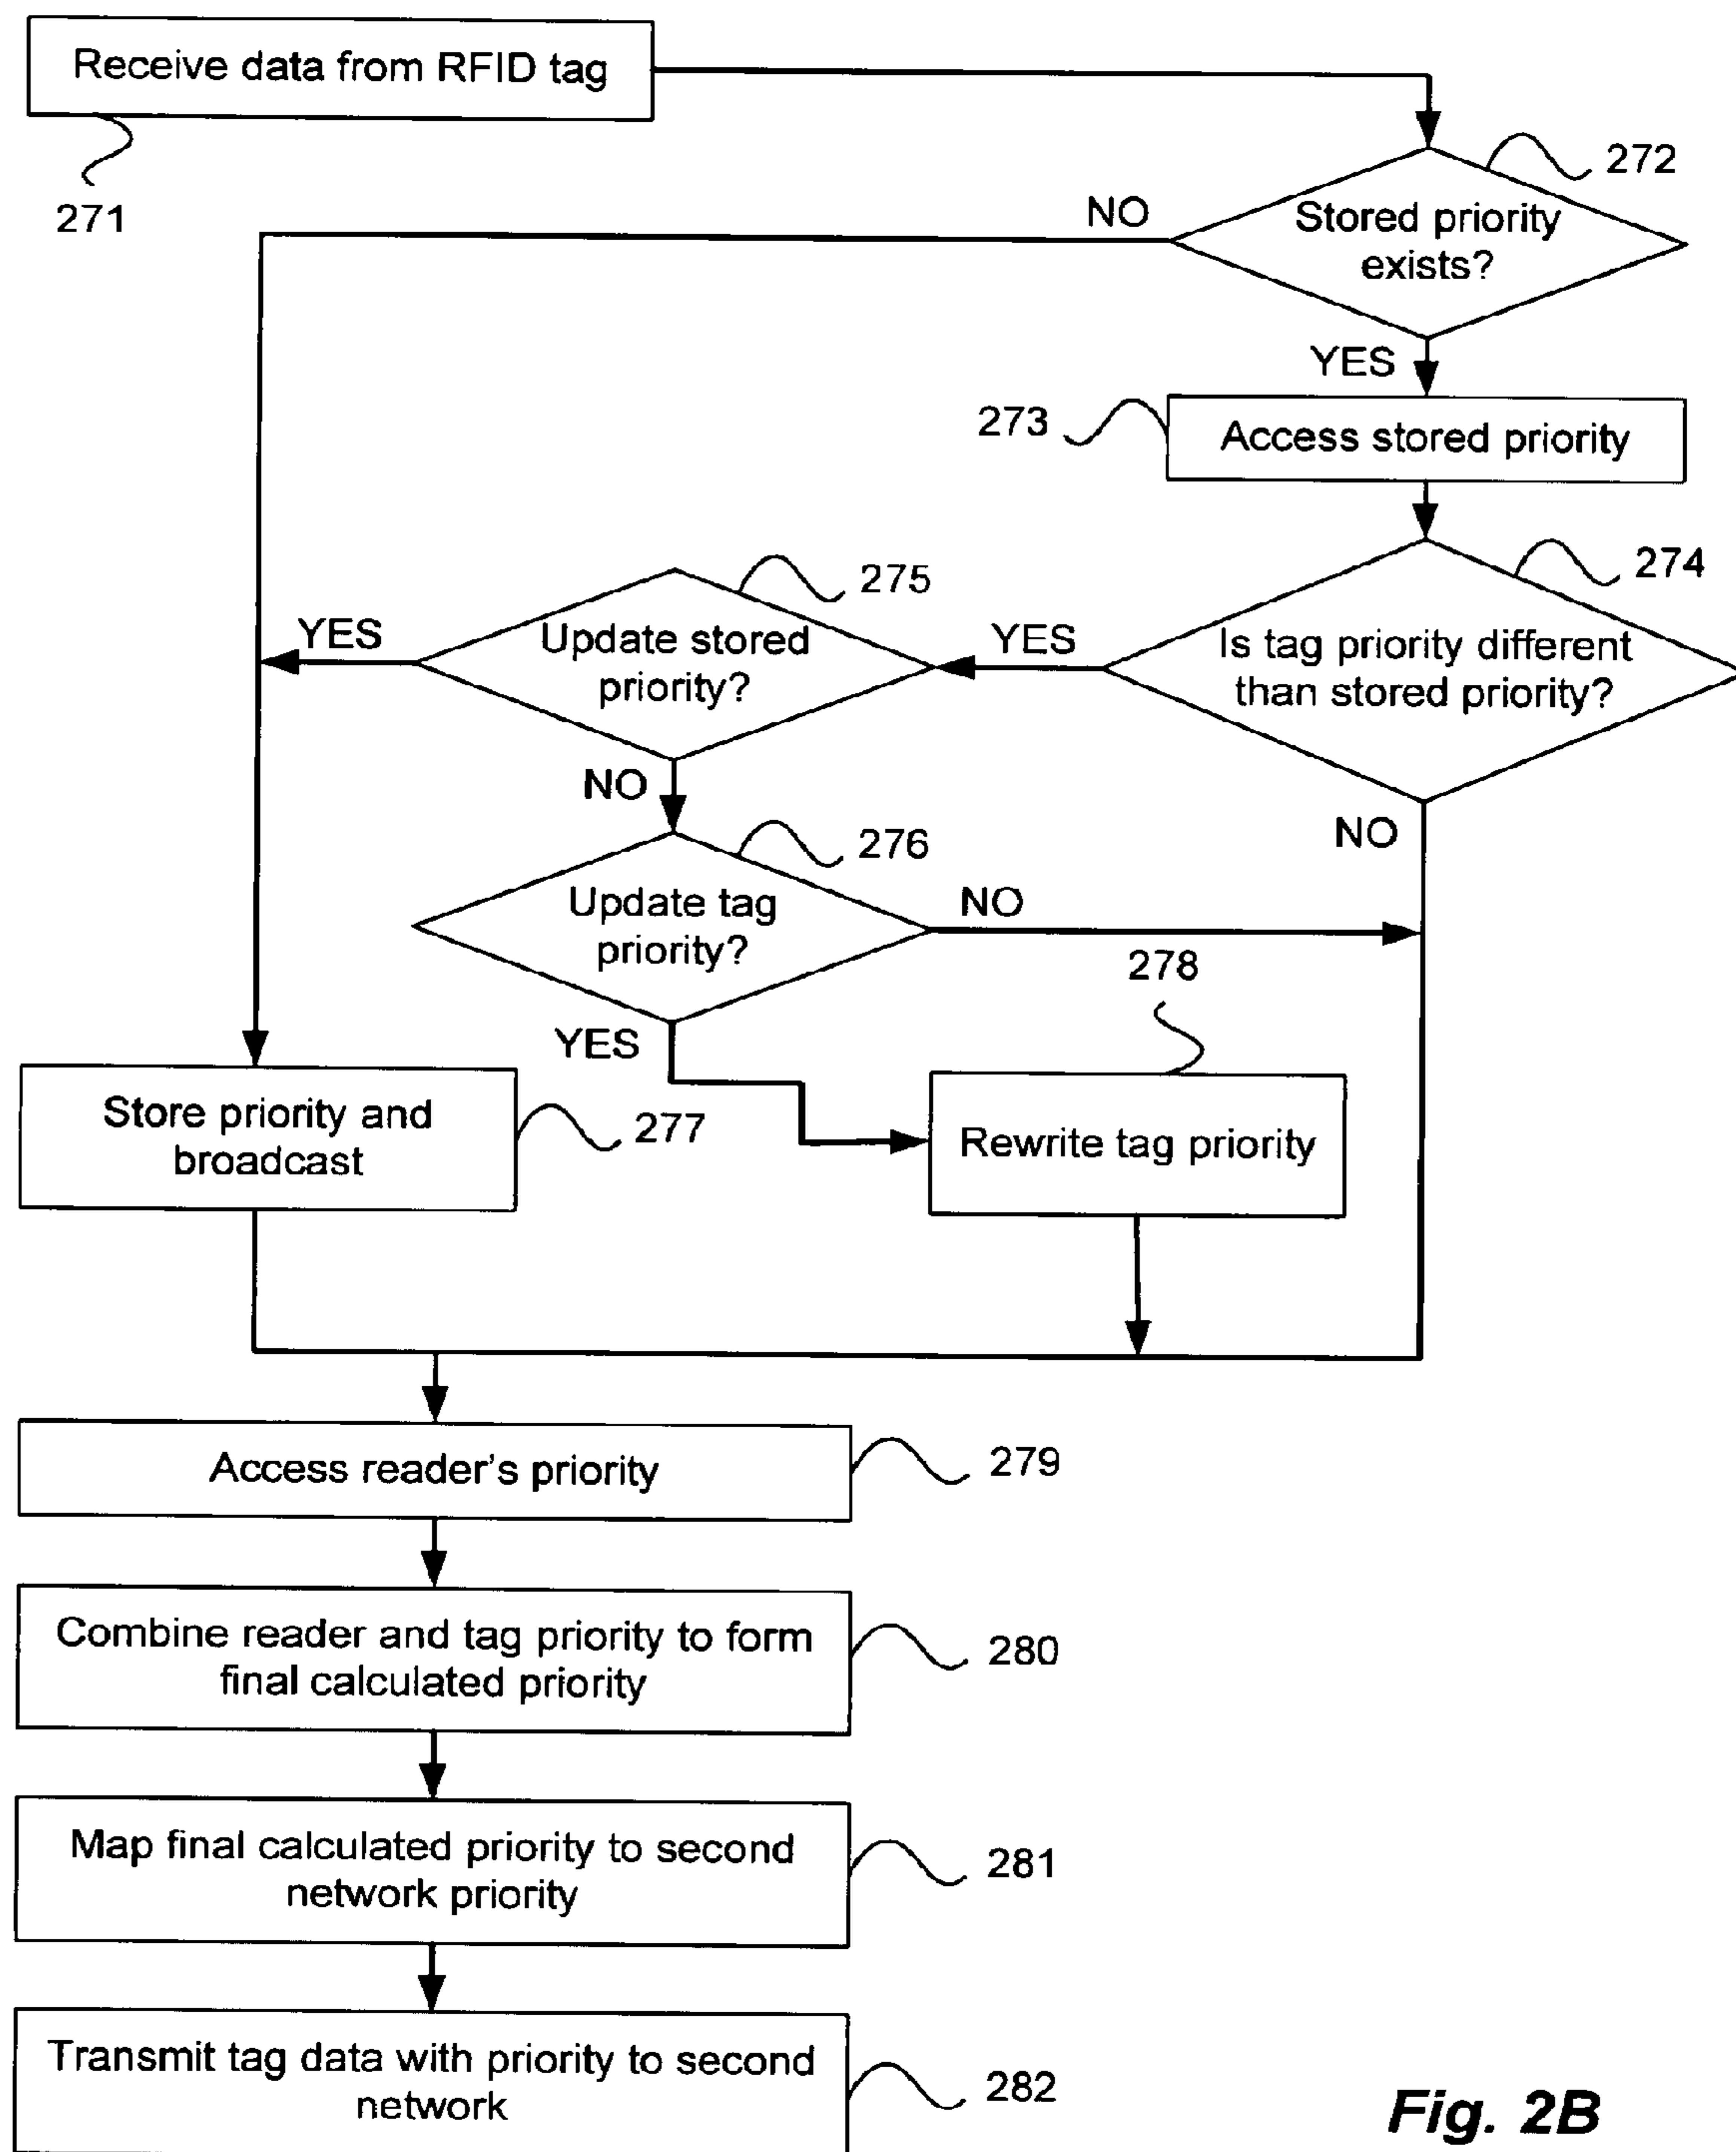 Receive data from RFID tag
271
272
Stored priority
exists?
NO
YES
273
Access stored priority
274
Is tag priority different
than stored priority?
YES
NO
275
Update stored
priority?
YES
NO
276
Update tag
priority?
NO
YES
278
Rewrite tag priority
Store priority and
broadcast
277
Access reader's priority
279
Combine reader and tag priority to form
final calculated priority
280
Map final calculated priority to second
network priority
281
Transmit tag data with priority to second
network
282
Fig. 2B